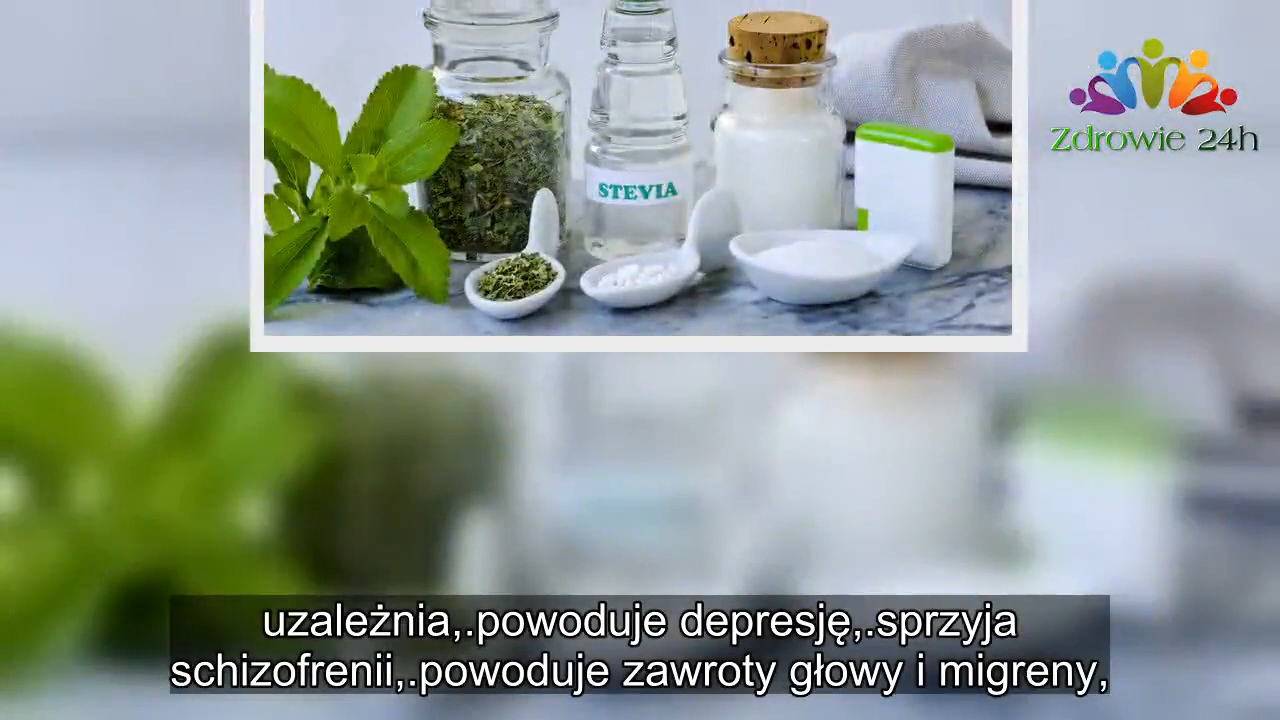 STEVIA
Zdrowie 24h
uzależnia,.powoduje depresję,.sprzyja
schizofrenii,.powoduje zawroty głowy i migreny,